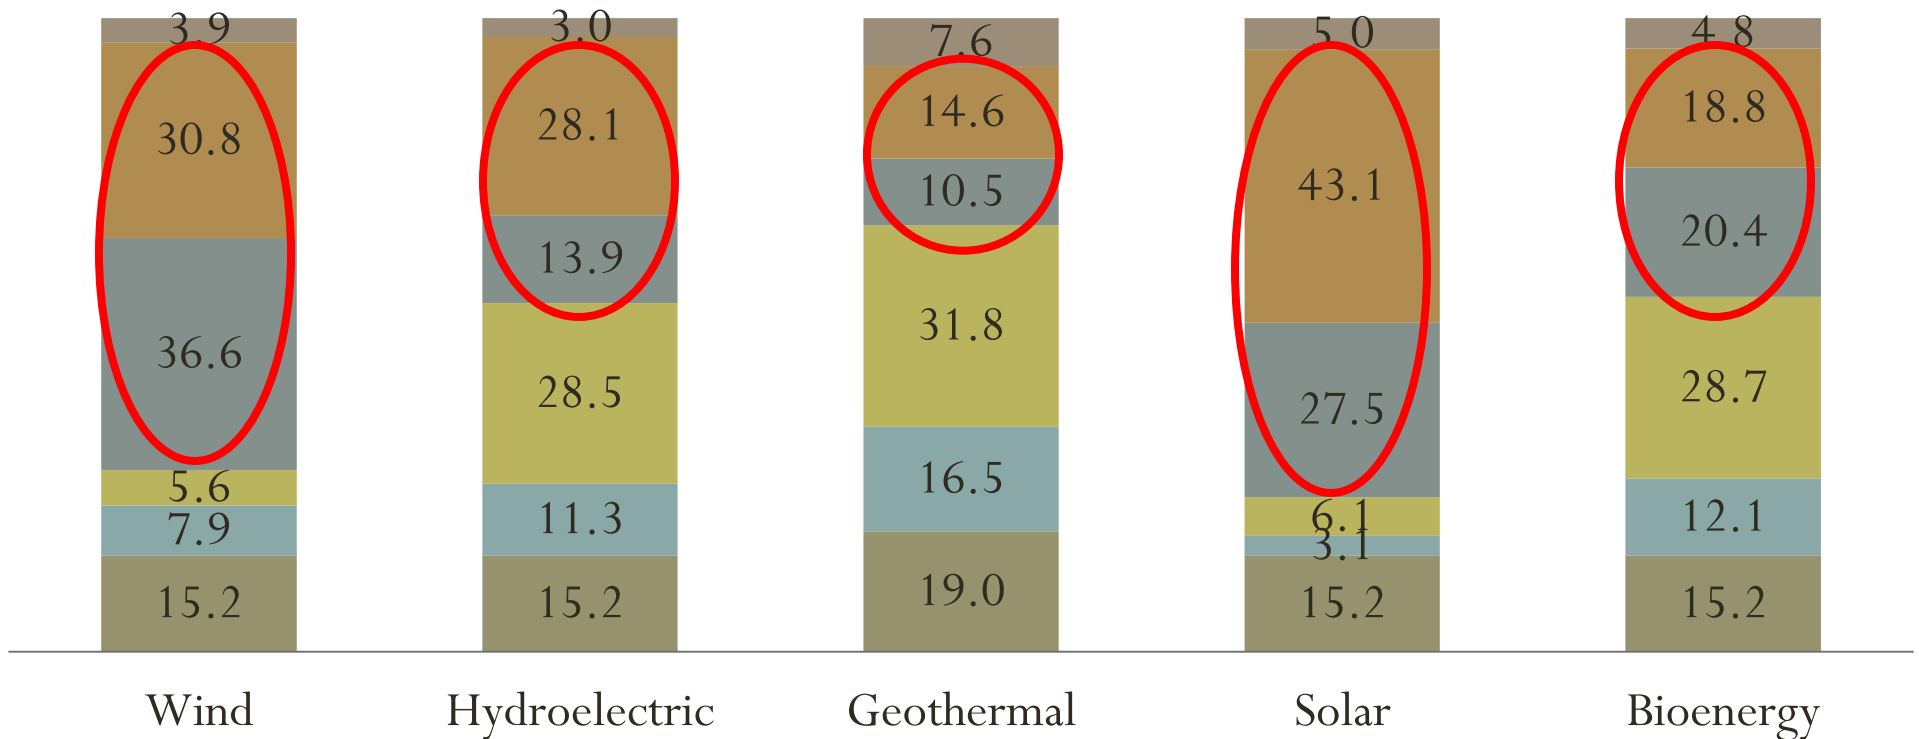 3.9 3.0 7.6 5.0 4.8
30.8 28.1 14.6 43.1 18.8
36.6 13.9 10.5 27.5 20.4
5.6 28.5 31.8 6.1 28.7
7.9 11.3 16.5 3.1 12.1
15.2 15.2 19.0 15.2 15.2
Wind Hydroelectric Geothermal Solar Bioenergy